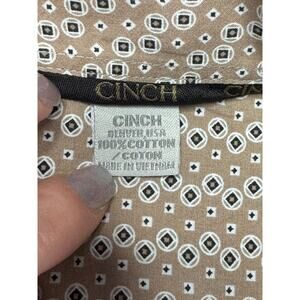 CINCH
CINCH
DENVER, USA
100% COTTON
/ COTON
MADE IN VIETNAM